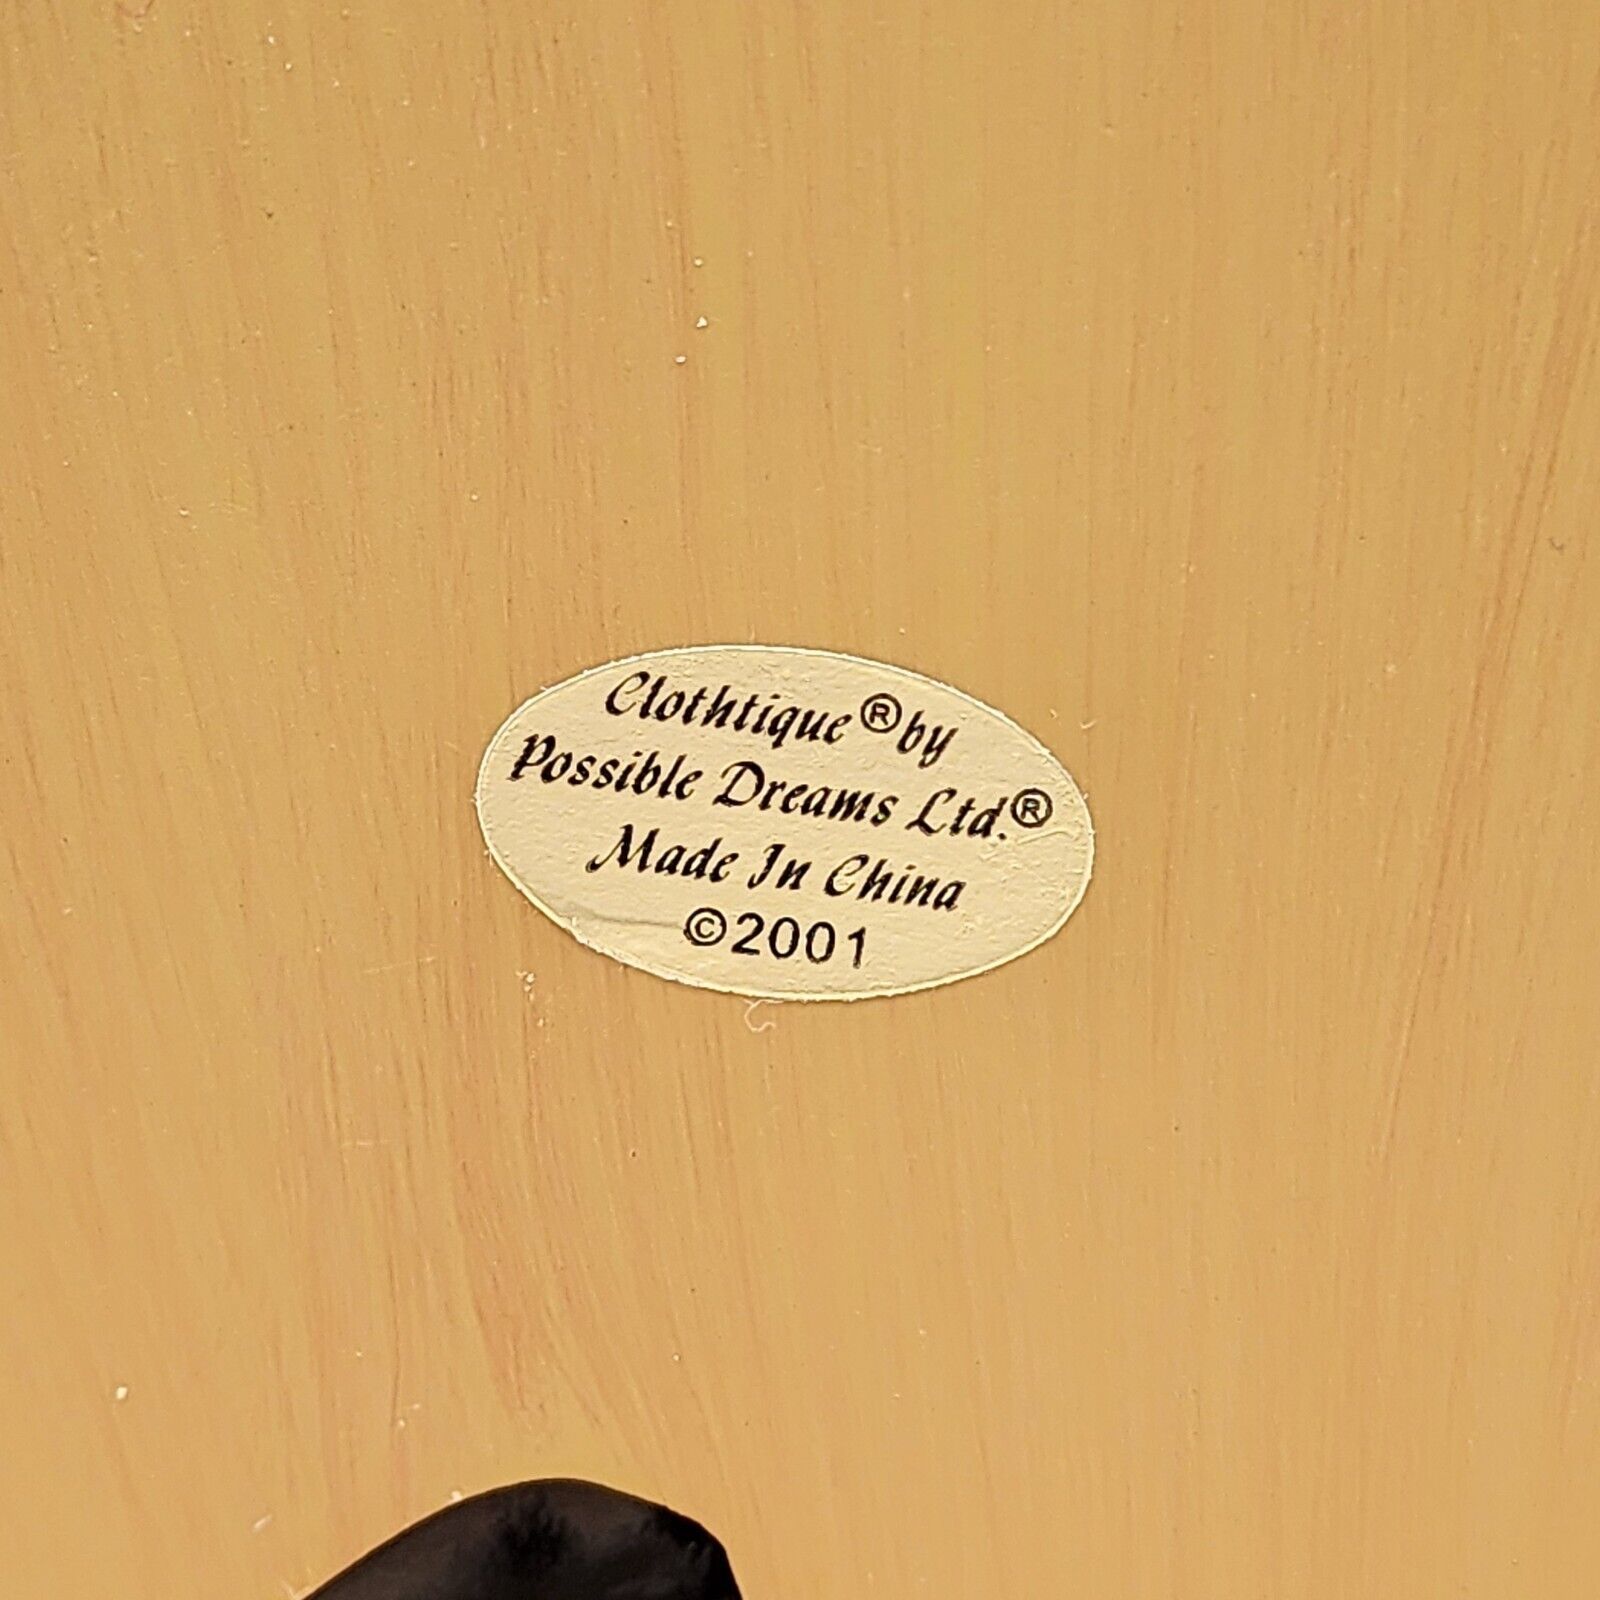 Clothtique® by
Possible Dreams Ltd.®
Made In China
©2001